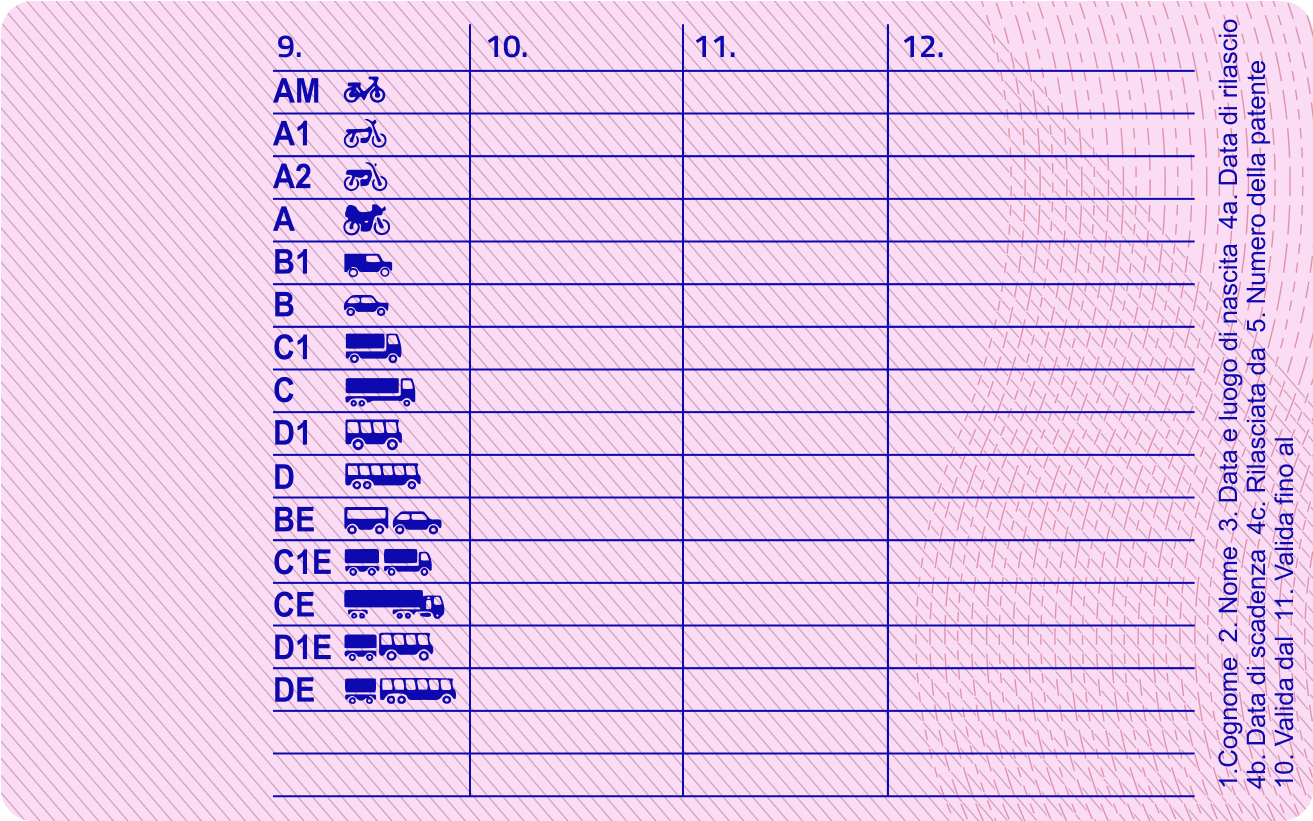 9. 10. 11. 12.
AM
A1
A2
A
B1
B
C1
C
D1
D
BE
C1E
CE
D1E
DE
1.Cognome 2. Nome 3. Data e luogo di nascita 4a. Data di rilascio
4b. Data di scadenza 4c. Rilasciata da 5. Numero della patente
10. Valida dal 11. Valida fino al